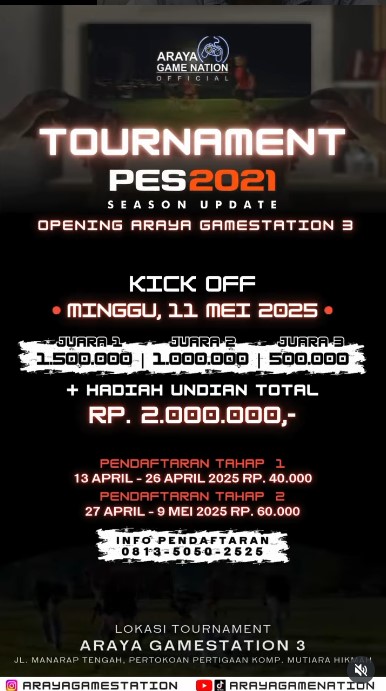 ARAYA
GAME NATION
OFFICIAL
TOURNAMENT
PES2021
SEASON UPDATE
OPENING ARAYA GAMESTATION 3
KICK OFF
• MINGGU, 11 MEI 2025 •
JUARA 1 JUARA 2 JUARA 3
1.500.000 | 1.000.000 | 500.000
+ HADIAH UNDIAN TOTAL
RP. 2.000.000,-
PENDAFTARAN TAHAP 1
13 APRIL - 26 APRIL 2025 RP. 40.000
PENDAFTARAN TAHAP 2
27 APRIL - 9 MEI 2025 RP. 60.000
INFO PENDAFTARAN
0813-5050-2525
LOKASI TOURNAMENT
ARAYA GAMESTATION 3
JL. MANARAP TENGAH, PERTOKOAN PERTIGAAN KOMP. MUTIARA HIKMAH
ARAYAGAMESTATION ARAYAGAMENATION